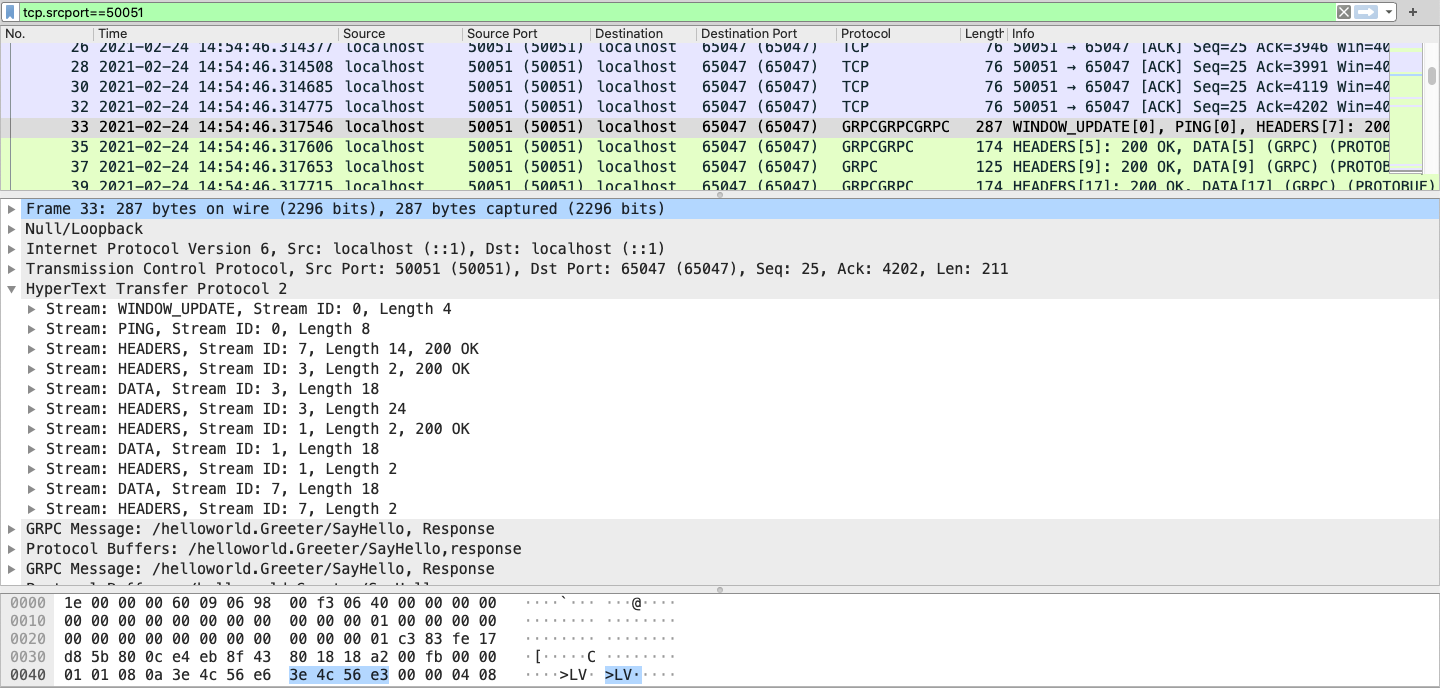 tcp.srcport==50051
No. Time Source Source Port Destination Destination Port Protocol Length Info
26 2021-02-24 14:54:46.314377 localhost 50051 (50051) localhost 65047 (65047) TCP 76 50051 → 65047 [ACK] Seq=25 Ack=3946 Win=40
28 2021-02-24 14:54:46.314508 localhost 50051 (50051) localhost 65047 (65047) TCP 76 50051 → 65047 [ACK] Seq=25 Ack=3991 Win=40
30 2021-02-24 14:54:46.314685 localhost 50051 (50051) localhost 65047 (65047) TCP 76 50051 → 65047 [ACK] Seq=25 Ack=4119 Win=40
32 2021-02-24 14:54:46.314775 localhost 50051 (50051) localhost 65047 (65047) TCP 76 50051 → 65047 [ACK] Seq=25 Ack=4202 Win=40
33 2021-02-24 14:54:46.317546 localhost 50051 (50051) localhost 65047 (65047) GRPCGRPCGRPC 287 WINDOW_UPDATE[0], PING[0], HEADERS[7]: 200
35 2021-02-24 14:54:46.317606 localhost 50051 (50051) localhost 65047 (65047) GRPCGRPC 174 HEADERS[5]: 200 OK, DATA[5] (GRPC) (PROTOB
37 2021-02-24 14:54:46.317653 localhost 50051 (50051) localhost 65047 (65047) GRPC 125 HEADERS[9]: 200 OK, DATA[9] (GRPC) (PROTOB
39 2021-02-24 14:54:46.317715 localhost 50051 (50051) localhost 65047 (65047) GRPCGRPC 174 HEADERS[17]: 200 OK, DATA[17] (GRPC) (PROTOBUF)
Frame 33: 287 bytes on wire (2296 bits), 287 bytes captured (2296 bits)
Null/Loopback
Internet Protocol Version 6, Src: localhost (::1), Dst: localhost (::1)
Transmission Control Protocol, Src Port: 50051 (50051), Dst Port: 65047 (65047), Seq: 25, Ack: 4202, Len: 211
HyperText Transfer Protocol 2
Stream: WINDOW_UPDATE, Stream ID: 0, Length 4
Stream: PING, Stream ID: 0, Length 8
Stream: HEADERS, Stream ID: 7, Length 14, 200 OK
Stream: HEADERS, Stream ID: 3, Length 2, 200 OK
Stream: DATA, Stream ID: 3, Length 18
Stream: HEADERS, Stream ID: 3, Length 24
Stream: HEADERS, Stream ID: 1, Length 2, 200 OK
Stream: DATA, Stream ID: 1, Length 18
Stream: HEADERS, Stream ID: 1, Length 2
Stream: DATA, Stream ID: 7, Length 18
Stream: HEADERS, Stream ID: 7, Length 2
GRPC Message: /helloworld.Greeter/SayHello, Response
Protocol Buffers: /helloworld.Greeter/SayHello,response
GRPC Message: /helloworld.Greeter/SayHello, Response
0000 1e 00 00 00 60 09 06 98 00 f3 06 40 00 00 00 00 ····`··· ···@····
0010 00 00 00 00 00 00 00 00 00 00 00 01 00 00 00 00 ········ ········
0020 00 00 00 00 00 00 00 00 00 00 00 01 c3 83 fe 17 ········ ········
0030 d8 5b 80 0c e4 eb 8f 43 80 18 18 a2 00 fb 00 00 ·[·····C ········
0040 01 01 08 0a 3e 4c 56 e6 3e 4c 56 e3 00 00 04 08 ····>LV· >LV·····